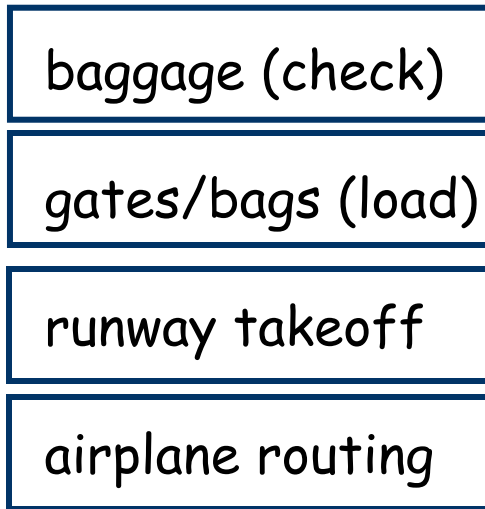 baggage (check)
gates/bags (load)
runway takeoff
airplane routing